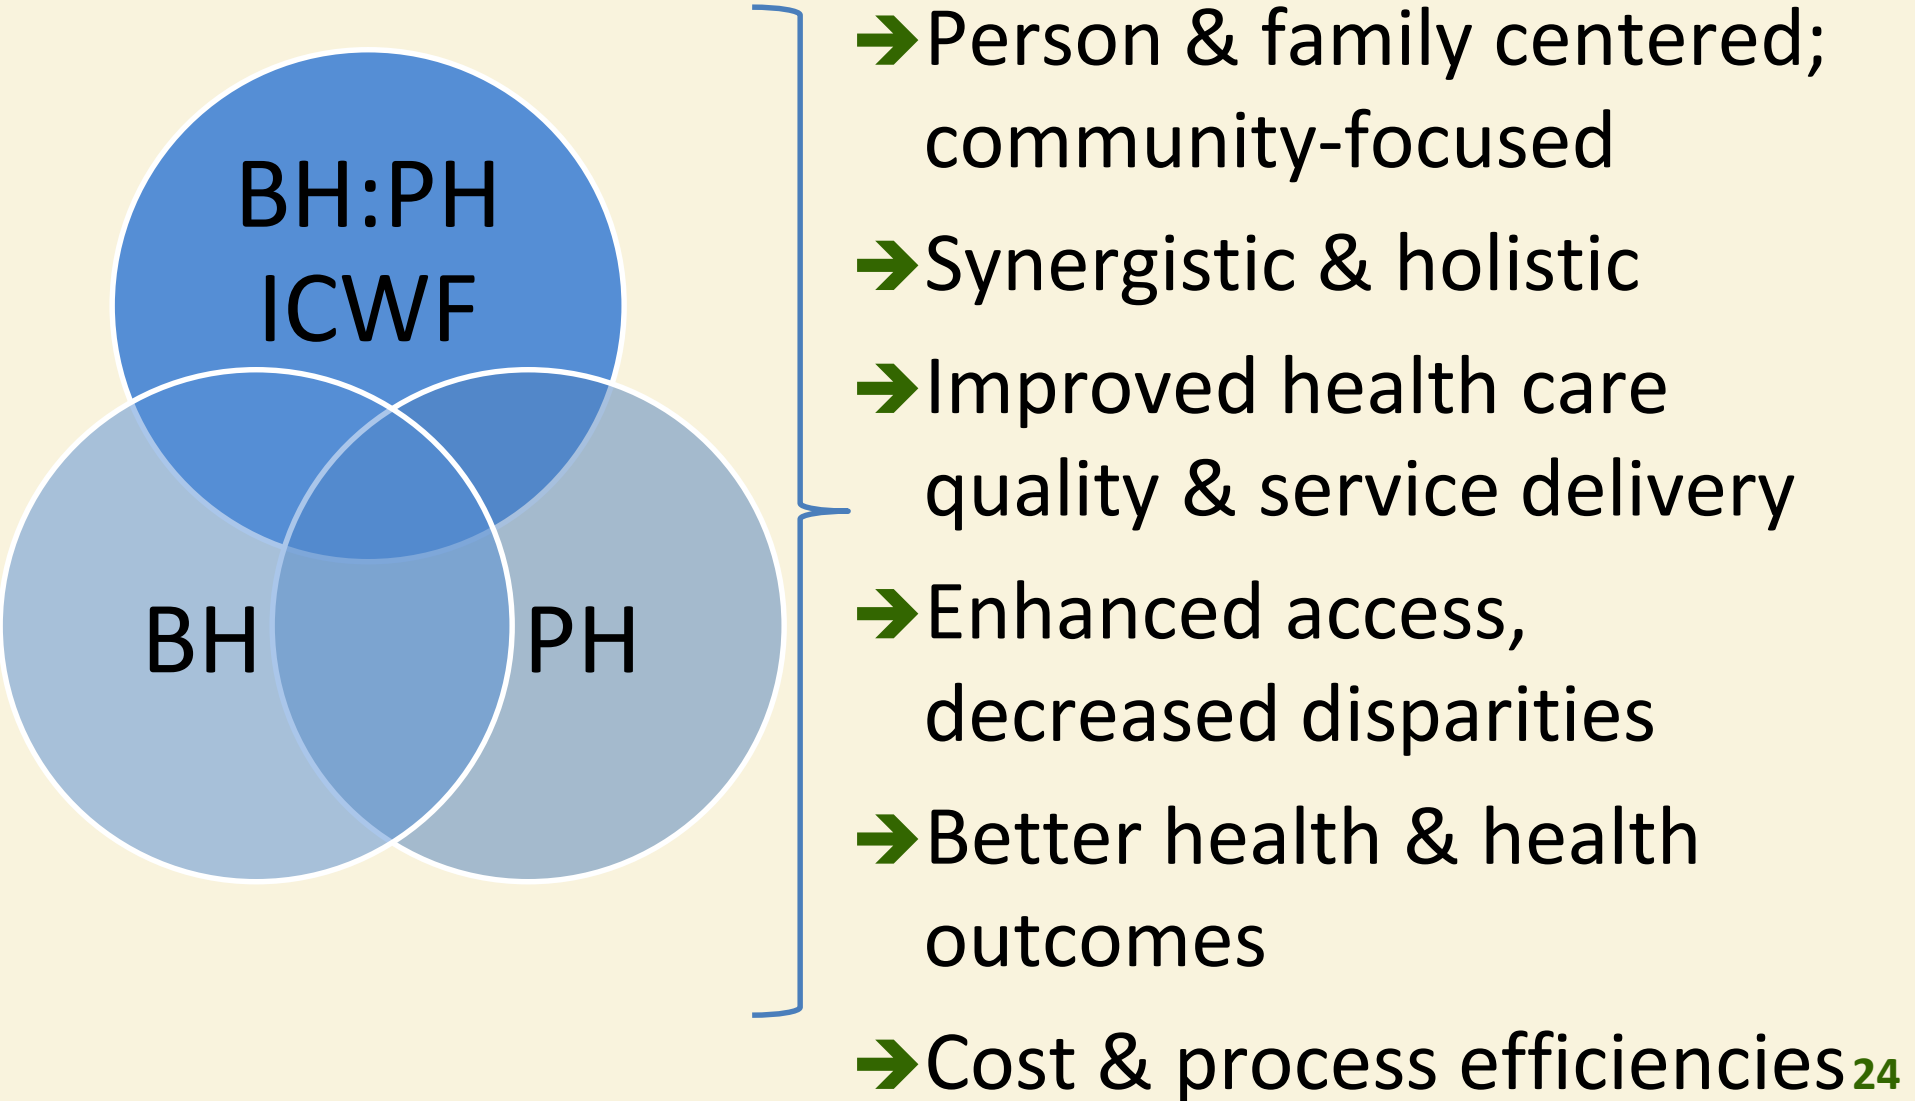 BH:PH
ICWF
BH
PH
➔Person & family centered;
community-focused
➔Synergistic & holistic
➔Improved health care
quality & service delivery
➔Enhanced access,
decreased disparities
➔Better health & health
outcomes
➔Cost & process efficiencies
24